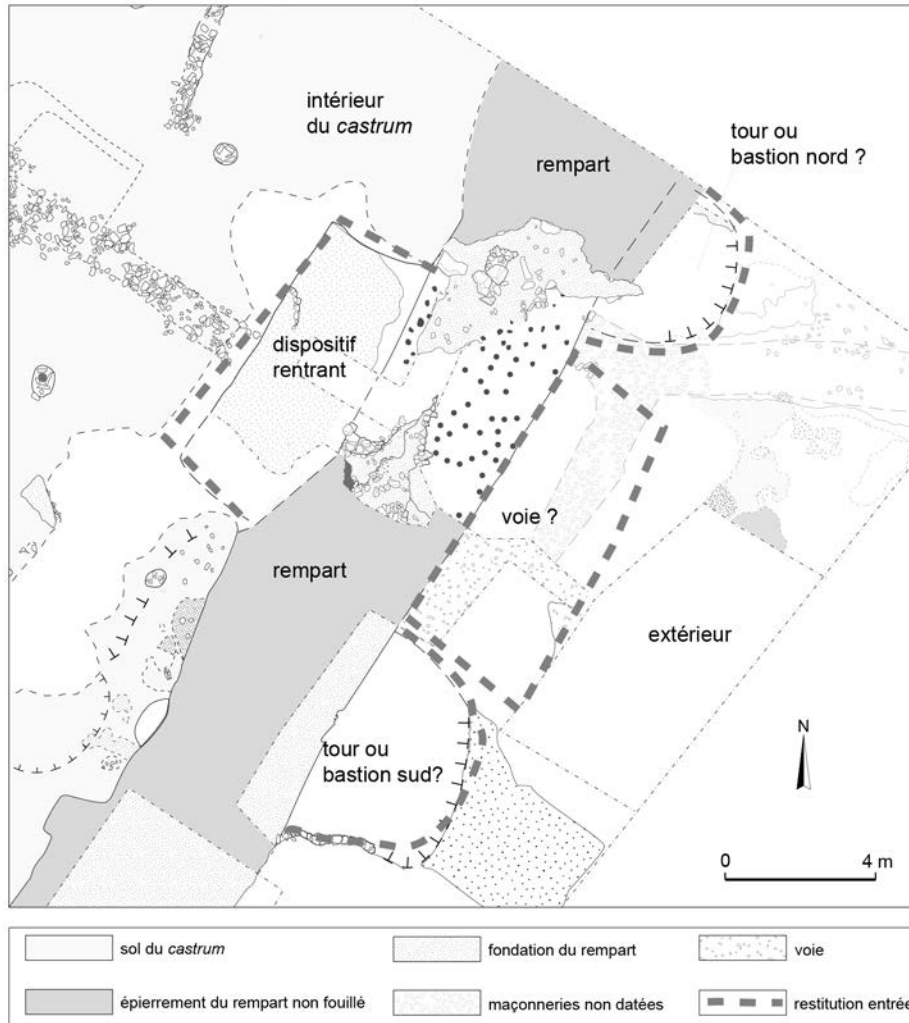 intérieur
du castrum
rempart
tour ou
bastion nord ?
dispositif
rentrant
voie ?
rempart
extérieur
tour ou
bastion sud?
N
0 4 m
sol du castrum
fondation du rempart
voie
épierrement du rempart non fouillé
maçonneries non datées
restitution entrée